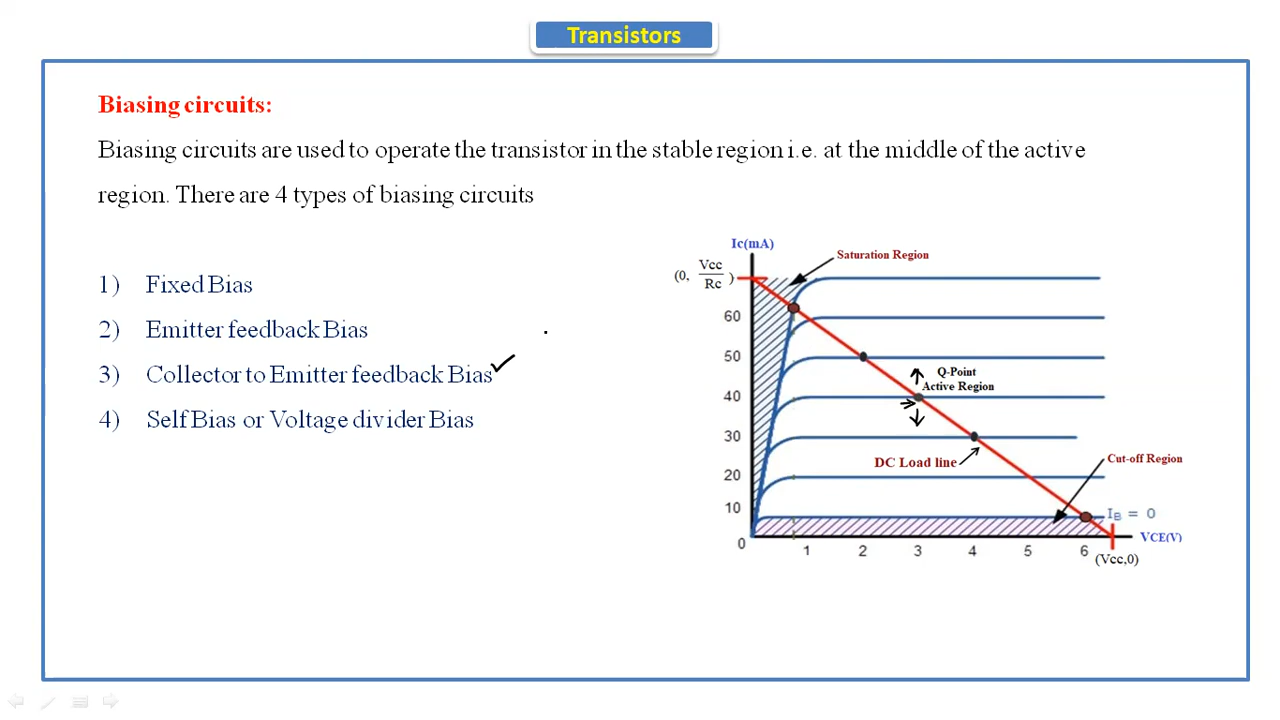 Transistors
Biasing circuits:
Biasing circuits are used to operate the transistor in the stable region i.e. at the middle of the active
region. There are 4 types of biasing circuits
1) Fixed Bias
2) Emitter feedback Bias
3) Collector to Emitter feedback Bias
4) Self Bias or Voltage divider Bias
Ic(mA)
Saturation Region
(0, Vcc/Rc )
60
50
Q-Point
Active Region
40
30
DC Load line
Cut-off Region
20
10
IB = 0
0
1 2 3 4 5 6
VCE(V)
(Vcc,0)